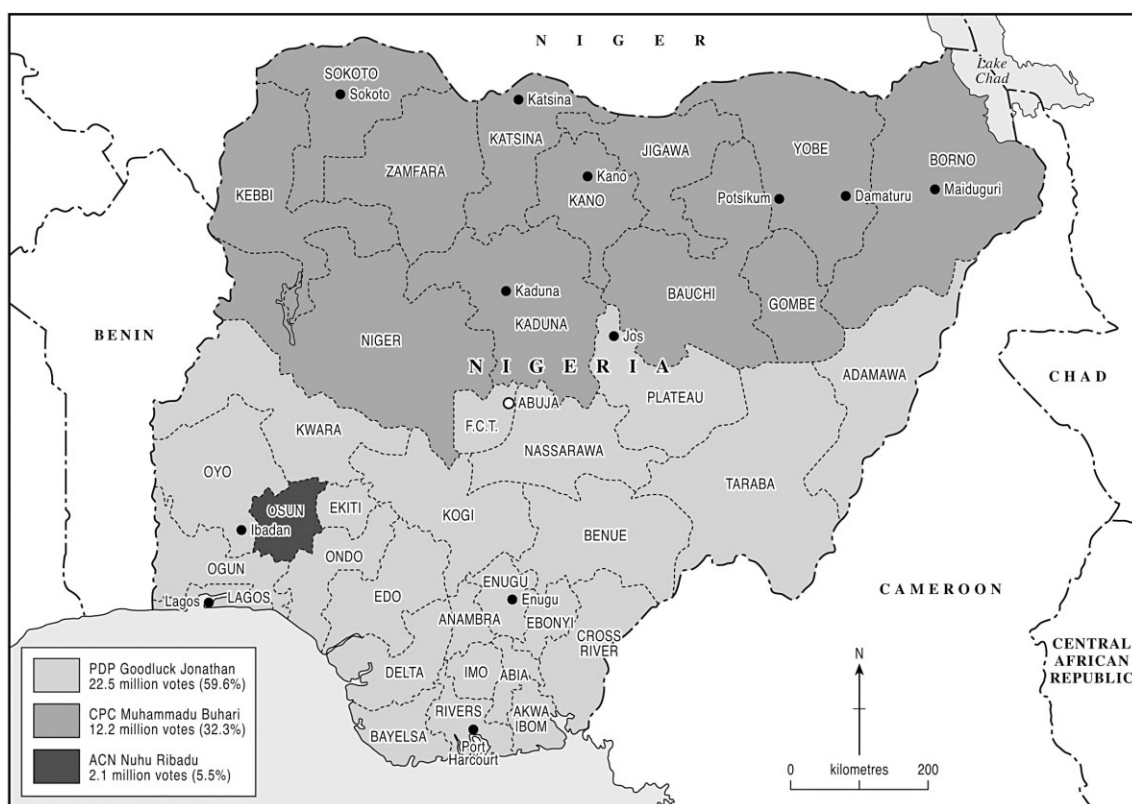 N I G E R
Lake
Chad
SOKOTO
Sokoto
Katsina
KATSINA
ZAMFARA
KEBBI
JIGAWA
YOBE
BORNO
Kano
KANO
Potsikum
Damaturu
Maiduguri
Kaduna
KADUNA
BAUCHI
GOMBE
BENIN
NIGER
Jos
N I G E R I A
ADAMAWA
CHAD
PLATEAU
ABUJA
F.C.T.
KWARA
NASSARAWA
OYO
TARABA
OSUN
EKITI
KOGI
Ibadan
BENUE
ONDO
OGUN
ENUGU
CAMEROON
Lagos
LAGOS
EDO
Enugu
ANAMBRA
EBONYI
CROSS
RIVER
CENTRAL
AFRICAN
REPUBLIC
DELTA
IMO
ABIA
RIVERS
AKWA
IBOM
BAYELSA
Port
Harcourt
PDP Goodluck Jonathan
22.5 million votes (59.6%)
CPC Muhammadu Buhari
12.2 million votes (32.3%)
ACN Nuhu Ribadu
2.1 million votes (5.5%)
N
0 kilometres 200